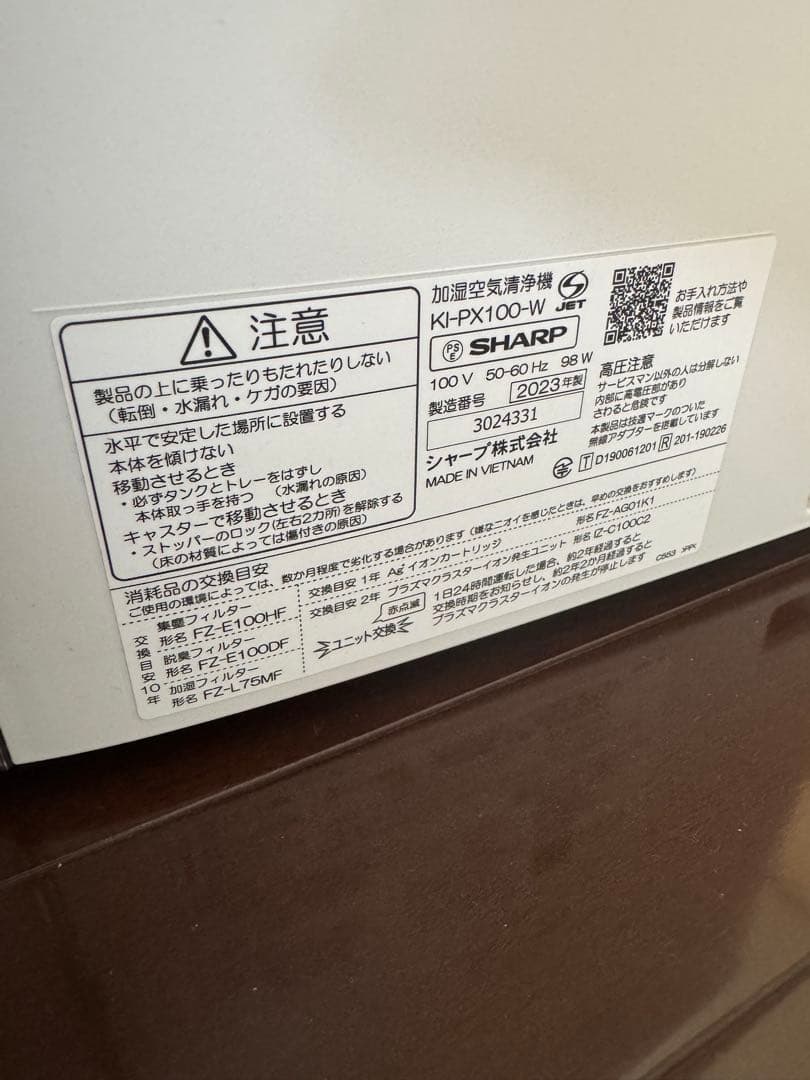 注意
製品の上に乗ったりもたれたりしない
(転倒・水漏れ・ケガの要因)
水平で安定した場所に設置する
本体を傾けない
移動させるとき
・必ずタンクとトレーをはずし
本体取っ手を持つ (水漏れの原因)
キャスターで移動させるとき
・ストッパーのロック(左右2カ所)を解除する
(床の材質によっては傷付きの原因)
加湿空気清浄機
KI-PX100-W
JET
PS
E
SHARP
100 V 50-60 Hz 98 W
製造番号 2023年製
3024331
シャープ株式会社
MADE IN VIETNAM
お手入れ方法や
製品情報をご覧
いただけます
高圧注意
サービスマン以外の人は分解しない
内部に高電圧部があり
さわると危険です
本製品は技適マークのついた
無線アダプターを搭載しています
T D190061201 R 201-190226
消耗品の交換目安
ご使用の環境によっては、数か月程度で劣化する場合があります(嫌なニオイを感じたときは、早めの交換をおすすめします)
交換目安10年
集塵フィルター
形名 FZ-E100HF
脱臭フィルター
形名 FZ-E100DF
加湿フィルター
形名 FZ-L75MF
交換目安 1年 Ag⁺イオンカートリッジ 形名 FZ-AG01K1
交換目安 2年 プラズマクラスターイオン発生ユニット 形名 IZ-C100C2
赤点滅
ユニット交換
1日24時間運転した場合、約2年経過すると
交換時期をお知らせし、約2年2か月経過すると
プラズマクラスターイオンの発生が停止します
C553 >PP<